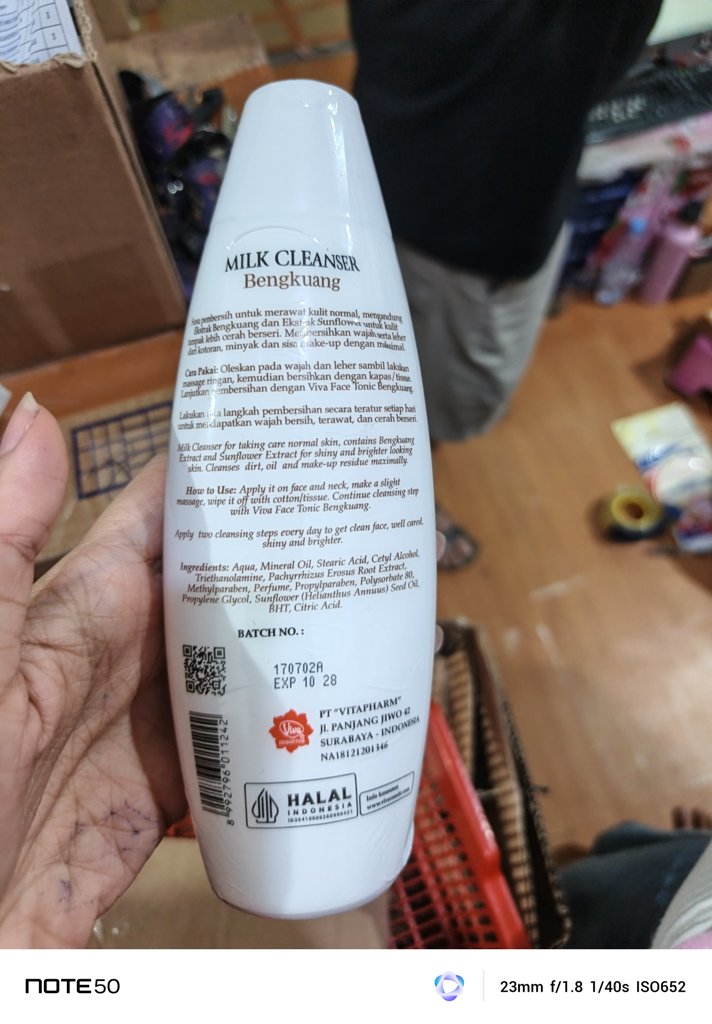 MILK CLEANSER
Bengkuang
Susu pembersih untuk merawat kulit normal, mengandung
Ekstrak Bengkuang dan Ekstrak Sunflower untuk kulit
tampak lebih cerah berseri. Membersihkan wajah serta leher
dari kotoran, minyak dan sisa make-up dengan maksimal.
Cara Pakai: Oleskan pada wajah dan leher sambil lakukan
massage ringan, kemudian bersihkan dengan kapas/tissue.
Lanjutkan pembersihan dengan Viva Face Tonic Bengkuang.
Lakukan langkah pembersihan secara teratur setiap hari
untuk mendapatkan wajah bersih, terawat, dan cerah berseri.
Milk Cleanser for taking care normal skin, contains Bengkuang
Extract and Sunflower Extract for shiny and brighter looking
skin. Cleanses dirt, oil and make-up residue maximally.
How to Use: Apply it on face and neck, make a slight
massage, wipe it off with cotton/tissue. Continue cleansing step
with Viva Face Tonic Bengkuang.
Apply two cleansing steps every day to get clean face, well cared,
shiny and brighter.
Ingredients: Aqua, Mineral Oil, Stearic Acid, Cetyl Alcohol,
Triethanolamine, Pachyrrhizus Erosus Root Extract,
Methylparaben, Perfume, Propylparaben, Polysorbate 80,
Propylene Glycol, Sunflower (Helianthus Annuus) Seed Oil,
BHT, Citric Acid.
BATCH NO. :
170702A
EXP 10 28
8 992796 011242
Viva
COSMETICS
PT "VITAPHARM"
Jl. PANJANG JIWO 42
SURABAYA - INDONESIA
NA18121201346
HALAL
INDONESIA
Info konsumen
NOTE50
23mm f/1.8 1/40s ISO652